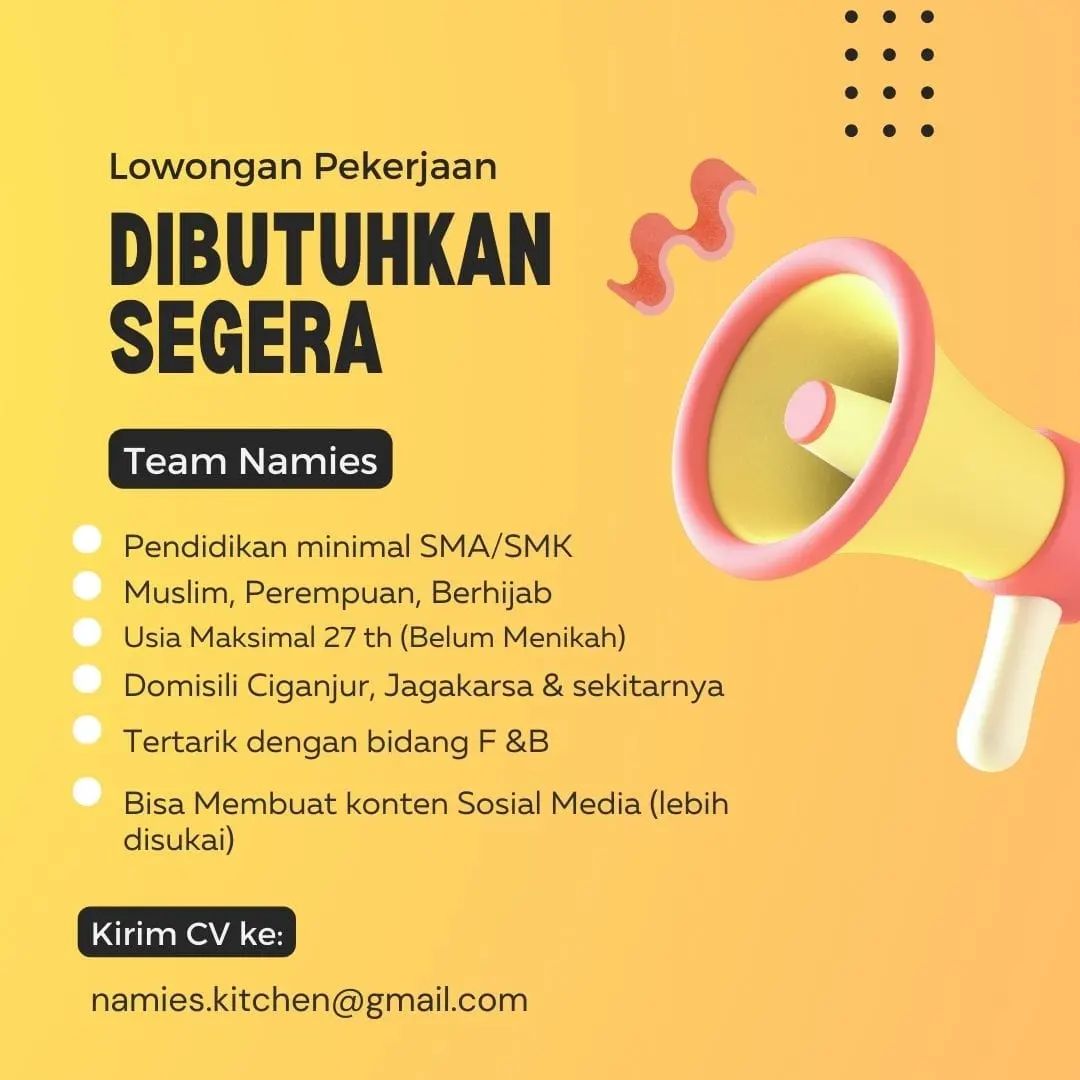 Lowongan Pekerjaan
DIBUTUHKAN
SEGERA
Team Namies
Pendidikan minimal SMA/SMK
Muslim, Perempuan, Berhijab
Usia Maksimal 27 th (Belum Menikah)
Domisili Ciganjur, Jagakarsa & sekitarnya
Tertarik dengan bidang F &B
Bisa Membuat konten Sosial Media (lebih
disukai)
Kirim CV ke:
namies.kitchen@gmail.com